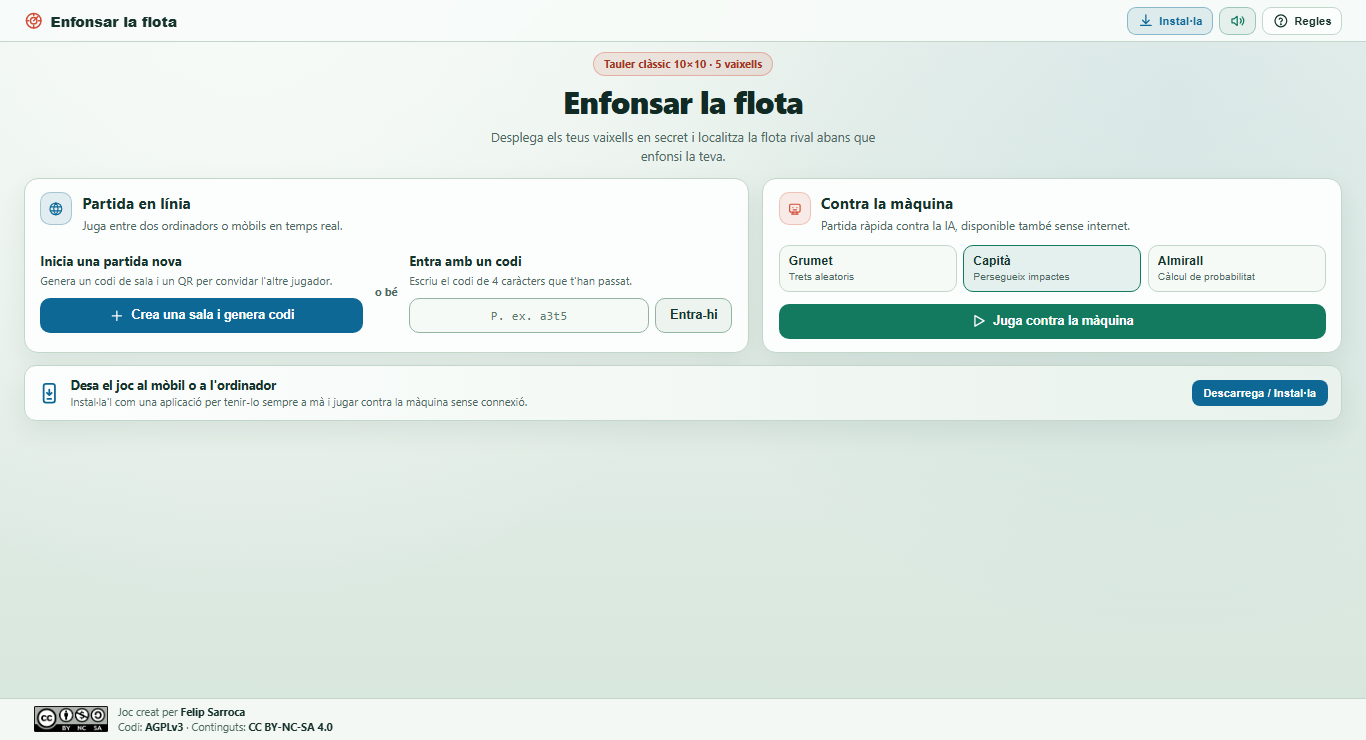 Enfonsar la flota
Instal·la
Regles
Tauler clàssic 10×10 · 5 vaixells
Enfonsar la flota
Desplega els teus vaixells en secret i localitza la flota rival abans que
enfonsi la teva.
Partida en línia
Juga entre dos ordinadors o mòbils en temps real.
Inicia una partida nova
Genera un codi de sala i un QR per convidar l'altre jugador.
Crea una sala i genera codi
o bé
Entra amb un codi
Escriu el codi de 4 caràcters que t'han passat.
P. ex. a3t5
Entra-hi
Contra la màquina
Partida ràpida contra la IA, disponible també sense internet.
Grumet
Trets aleatoris
Capità
Persegueix impactes
Almirall
Càlcul de probabilitat
Juga contra la màquina
Desa el joc al mòbil o a l'ordinador
Instal·la'l com una aplicació per tenir-lo sempre a mà i jugar contra la màquina sense connexió.
Descarrega / Instal·la
CC
BY NC SA
Joc creat per Felip Sarroca
Codi: AGPLv3 · Continguts: CC BY-NC-SA 4.0